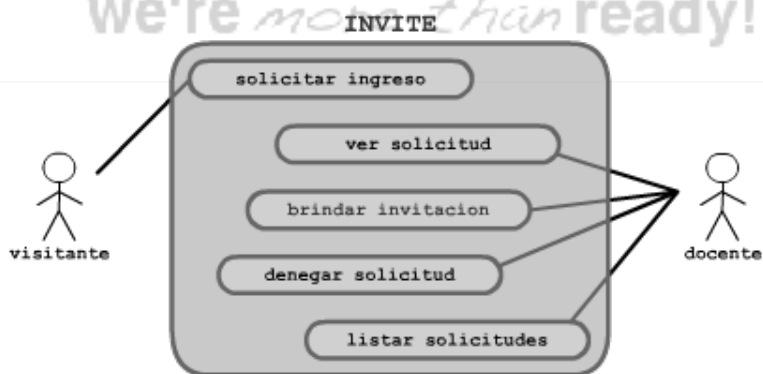 we're more than ready!
INVITE
solicitar ingreso
ver solicitud
brindar invitacion
denegar solicitud
listar solicitudes
visitante
docente